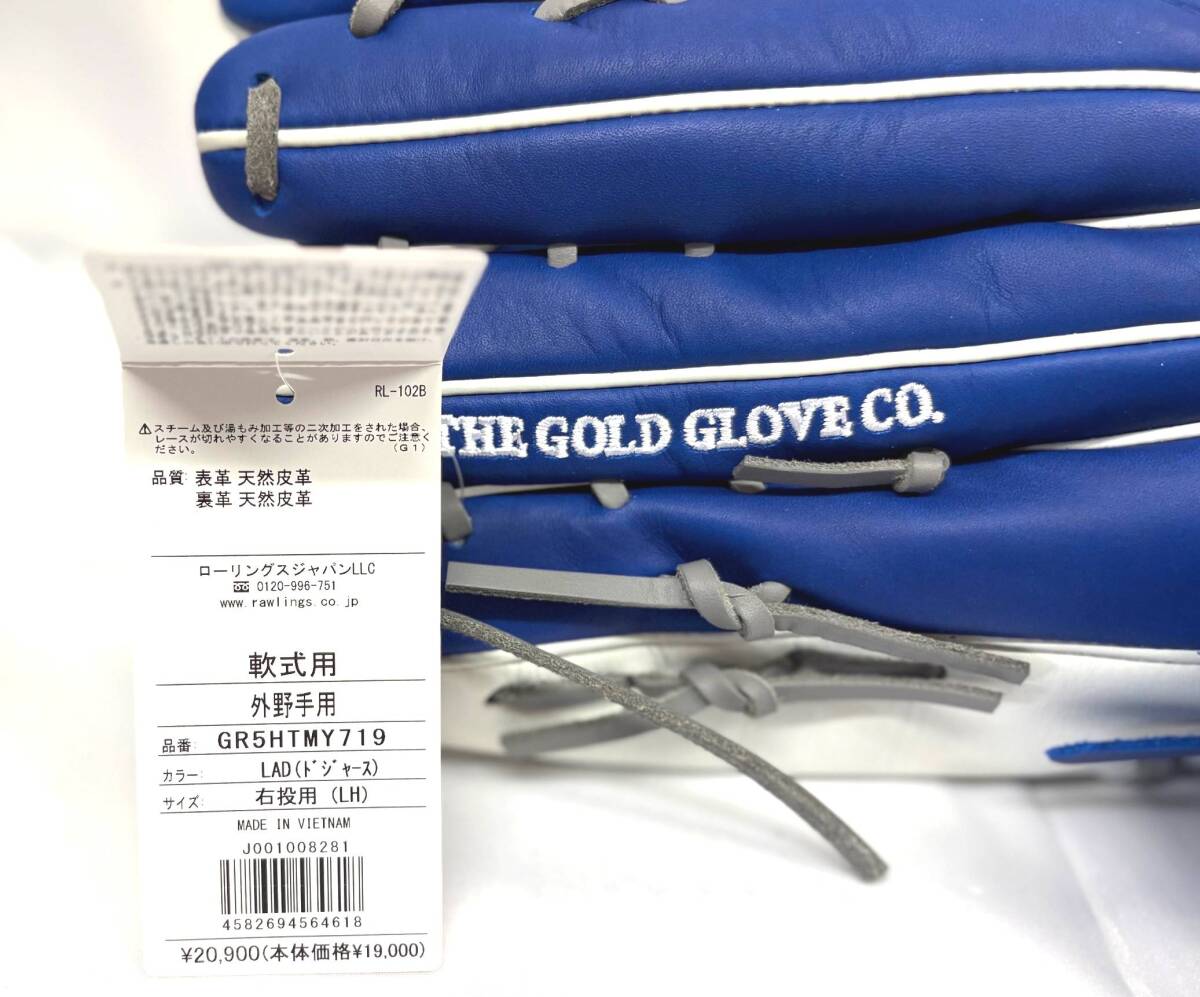 RL-102B
⚠スチーム及び湯もみ加工等の二次加工をされた場合、
レースが切れやすくなることがありますのでご注意く
ださい。 (G1)
品質: 表革 天然皮革
裏革 天然皮革
ローリングスジャパンLLC
0120-996-751
www.rawlings.co.jp
軟式用
外野手用
品番: GR5HTMY719
カラー: LAD(ﾄﾞｼﾞｬｰｽ)
サイズ: 右投用 (LH)
MADE IN VIETNAM
J001008281
4582694564618
¥20,900(本体価格¥19,000)
THE GOLD GLOVE CO.